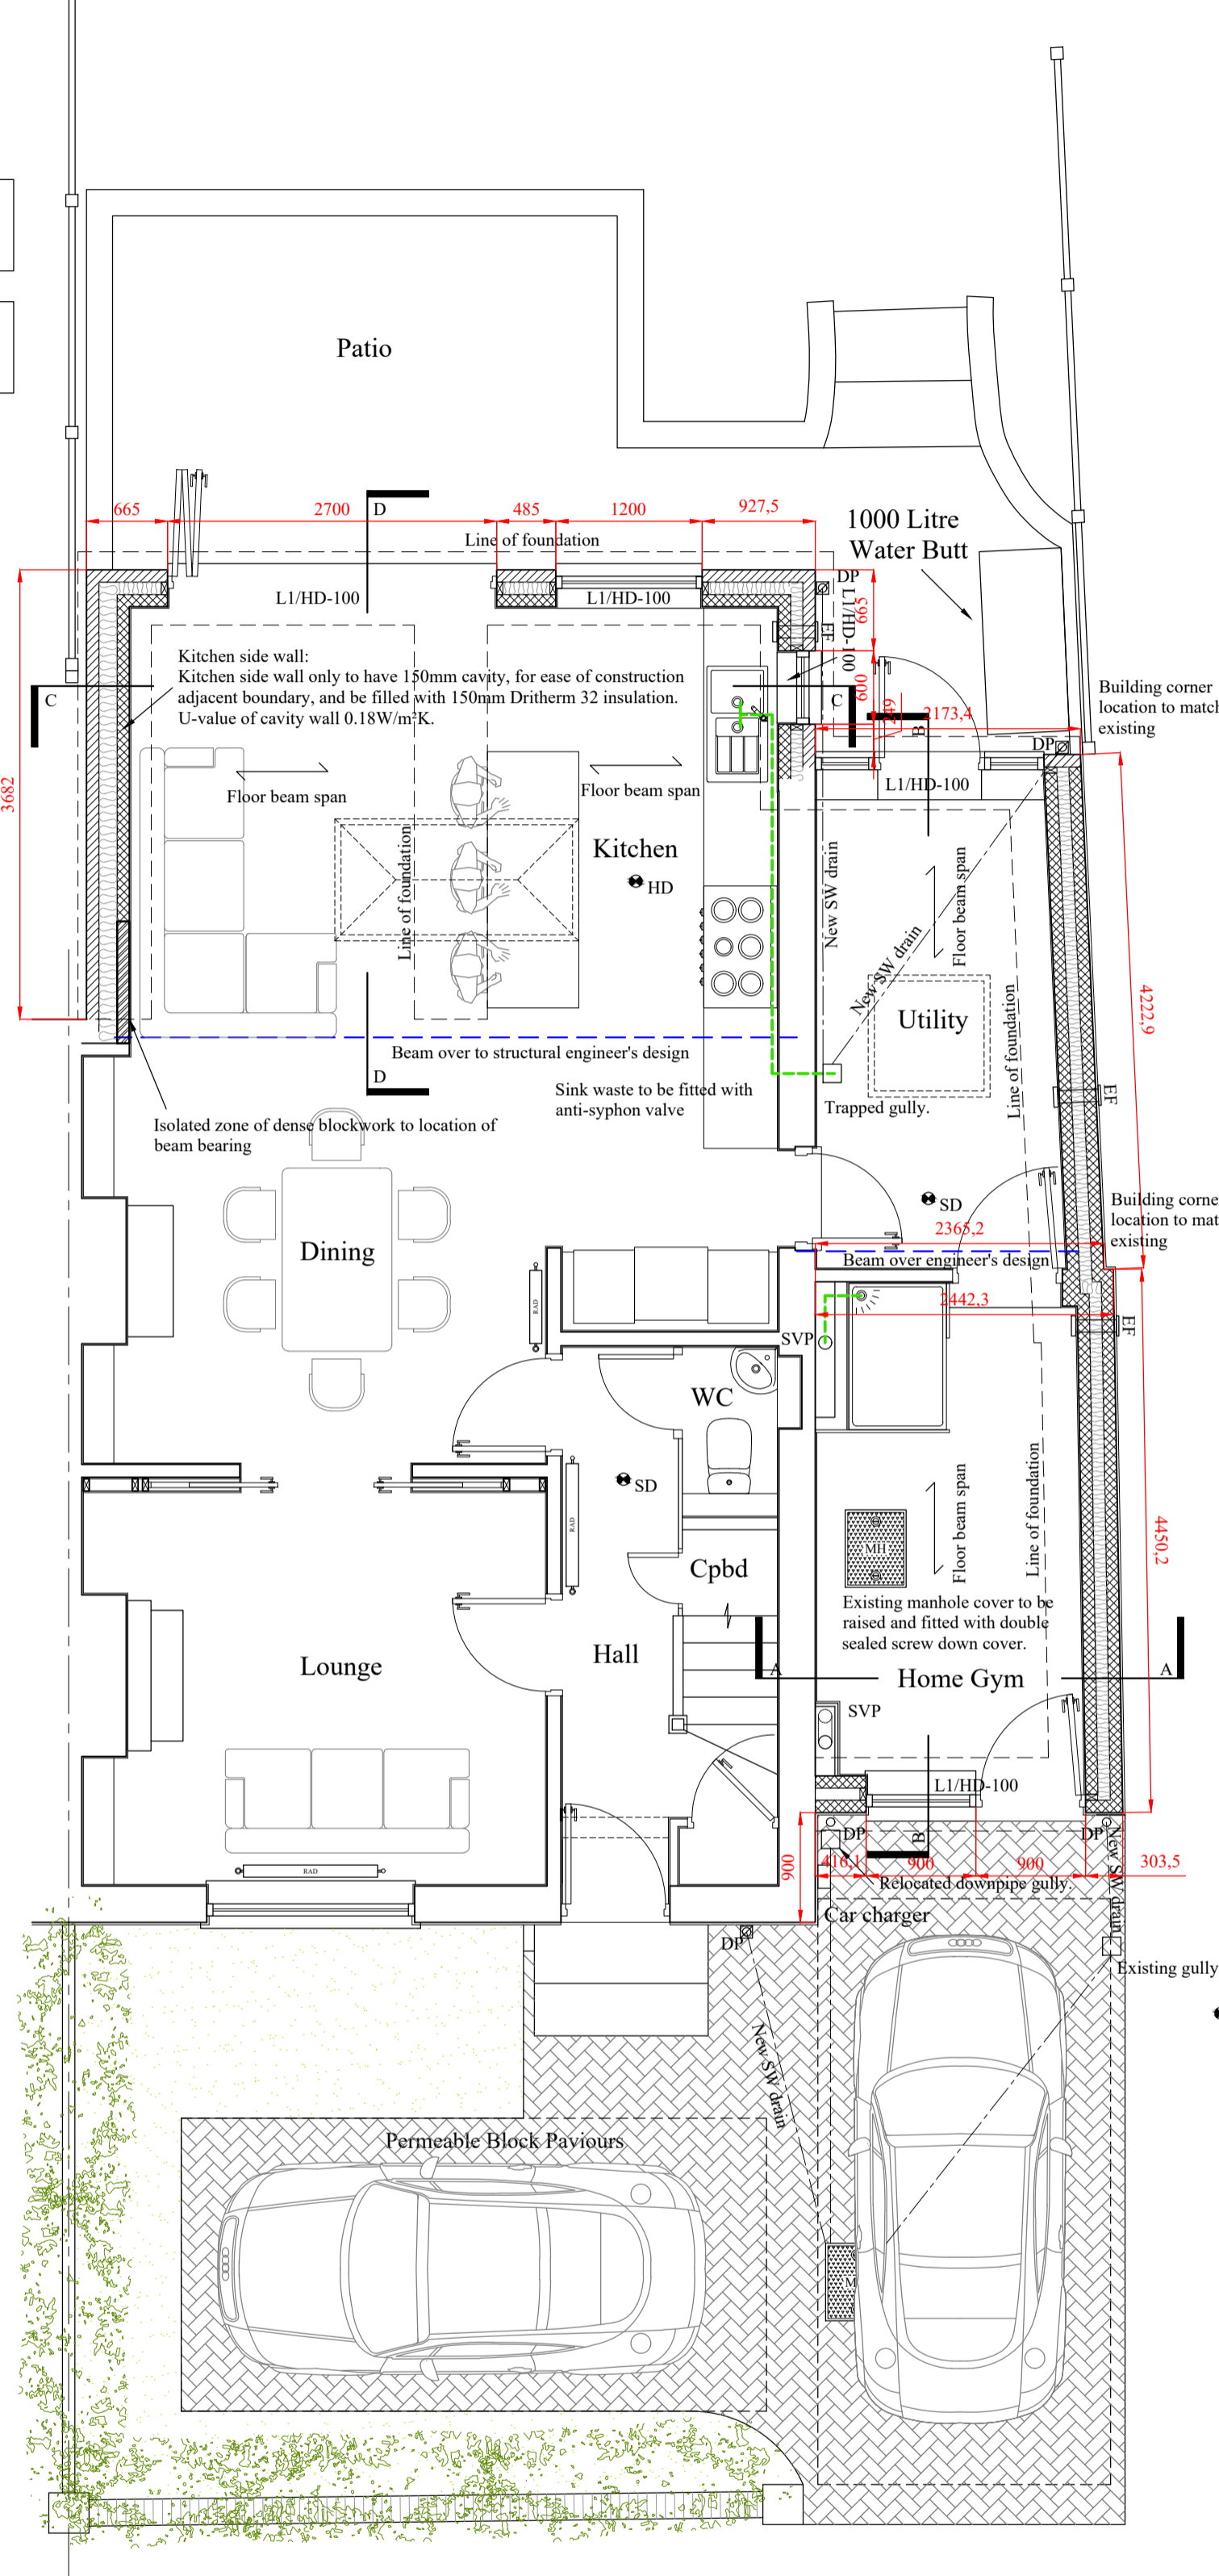 Patio
665
2700
D
485
1200
927,5
Line of foundation
1000 Litre
Water Butt
DP
L1/HD-100
L1/HD-100
L1/HD-100
665
EF
600
249
Kitchen side wall:
Kitchen side wall only to have 150mm cavity, for ease of construction
adjacent boundary, and be filled with 150mm Dritherm 32 insulation.
U-value of cavity wall 0.18W/m²K.
C
C
B
2173,4
Building corner
location to match
existing
DP
L1/HD-100
3682
Floor beam span
Floor beam span
Kitchen
HD
Line of foundation
New SW drain
New SW drain
Floor beam span
Utility
Line of foundation
4222,9
Beam over to structural engineer's design
D
Sink waste to be fitted with
anti-syphon valve
Trapped gully.
EF
Isolated zone of dense blockwork to location of
beam bearing
SD
Building corne
location to mat
existing
2365,2
Dining
Beam over engineer's design
RAD
2442,3
EF
SVP
WC
SD
RAD
Floor beam span
Line of foundation
4450,2
MH
Cpbd
Existing manhole cover to be
raised and fitted with double
sealed screw down cover.
Hall
Lounge
A
A
Home Gym
SVP
L1/HD-100
RAD
900
DP
B
DP
416,1
900
900
303,5
Relocated downpipe gully.
New SW drain
Car charger
DP
Existing gully
New SW drain
Permeable Block Paviours
M